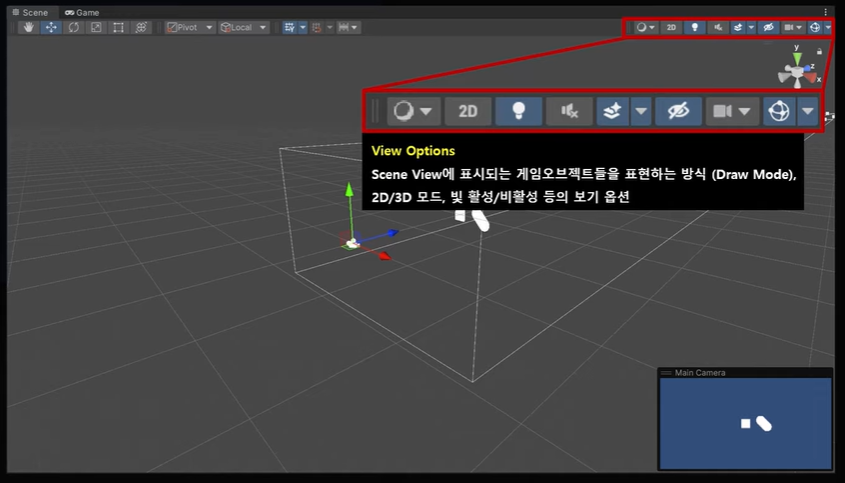 Scene Game
Pivot Local 2D
y
z
x
2D
View Options
Scene View에 표시되는 게임오브젝트들을 표현하는 방식 (Draw Mode),
2D/3D 모드, 빛 활성/비활성 등의 보기 옵션
Main Camera